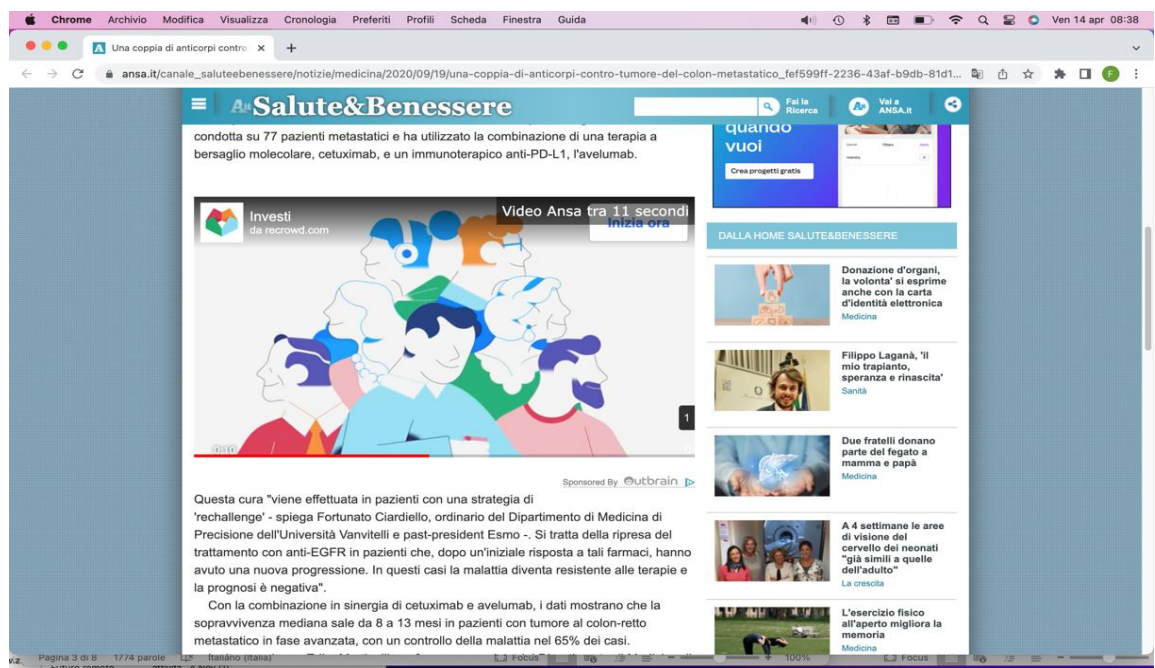 Chrome Archivio Modifica Visualizza Cronologia Preferiti Profili Scheda Finestra Guida
Ven 14 apr 08:38
Una coppia di anticorpi contro
ansa.it/canale_saluteebenessere/notizie/medicina/2020/09/19/una-coppia-di-anticorpi-contro-tumore-del-colon-metastatico_fef599ff-2236-43af-b9db-81d1...
F
Salute&Benessere
Fai la
Ricerca
Vai a
ANSA.it
condotta su 77 pazienti metastatici e ha utilizzato la combinazione di una terapia a
bersaglio molecolare, cetuximab, e un immunoterapico anti-PD-L1, l'avelumab.
Investi
da recrowd.com
Video Ansa tra 11 secondi
Inizia ora
1
0:10
Sponsored By Outbrain
Questa cura "viene effettuata in pazienti con una strategia di
'rechallenge' - spiega Fortunato Ciardiello, ordinario del Dipartimento di Medicina di
Precisione dell'Università Vanvitelli e past-president Esmo -. Si tratta della ripresa del
trattamento con anti-EGFR in pazienti che, dopo un'iniziale risposta a tali farmaci, hanno
avuto una nuova progressione. In questi casi la malattia diventa resistente alle terapie e
la prognosi è negativa".
Con la combinazione in sinergia di cetuximab e avelumab, i dati mostrano che la
sopravvivenza mediana sale da 8 a 13 mesi in pazienti con tumore al colon-retto
metastatico in fase avanzata, con un controllo della malattia nel 65% dei casi.
quando
vuoi
Crea progetti gratis
DALLA HOME SALUTE&BENESSERE
Donazione d'organi,
la volonta' si esprime
anche con la carta
d'identità elettronica
Medicina
Filippo Laganà, 'il
mio trapianto,
speranza e rinascita'
Sanità
Due fratelli donano
parte del fegato a
mamma e papà
Medicina
A 4 settimane le aree
di visione del
cervello dei neonati
"già simili a quelle
dell'adulto"
La crescita
L'esercizio fisico
all'aperto migliora la
memoria
Medicina
Pagina 3 di 8 1774 parole Italiano (Italia) Focus 100% Focus